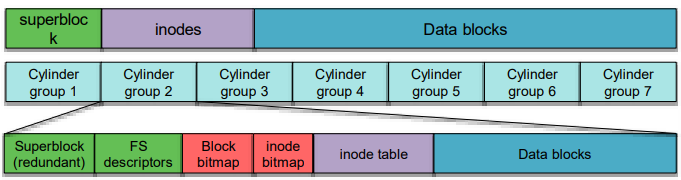 superbloc
k
inodes
Data blocks
Cylinder
group 1
Cylinder
group 2
Cylinder
group 3
Cylinder
group 4
Cylinder
group 5
Cylinder
group 6
Cylinder
group 7
Superblock
(redundant)
FS
descriptors
Block
bitmap
inode
bitmap
inode table
Data blocks